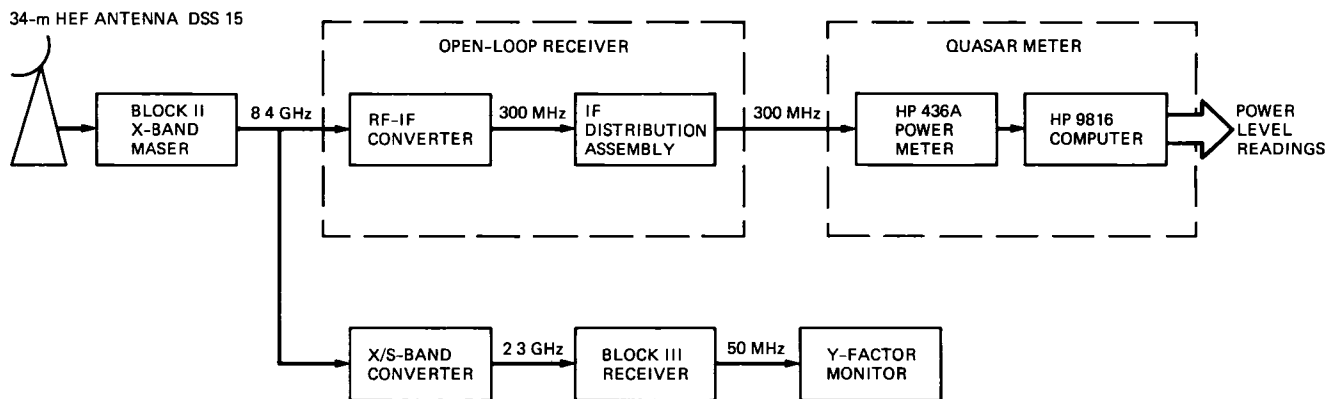 34-m HEF ANTENNA DSS 15
OPEN-LOOP RECEIVER
QUASAR METER
BLOCK II
X-BAND
MASER
8 4 GHz
RF-IF
CONVERTER
300 MHz
IF
DISTRIBUTION
ASSEMBLY
300 MHz
HP 436A
POWER
METER
HP 9816
COMPUTER
POWER
LEVEL
READINGS
X/S-BAND
CONVERTER
2 3 GHz
BLOCK III
RECEIVER
50 MHz
Y-FACTOR
MONITOR